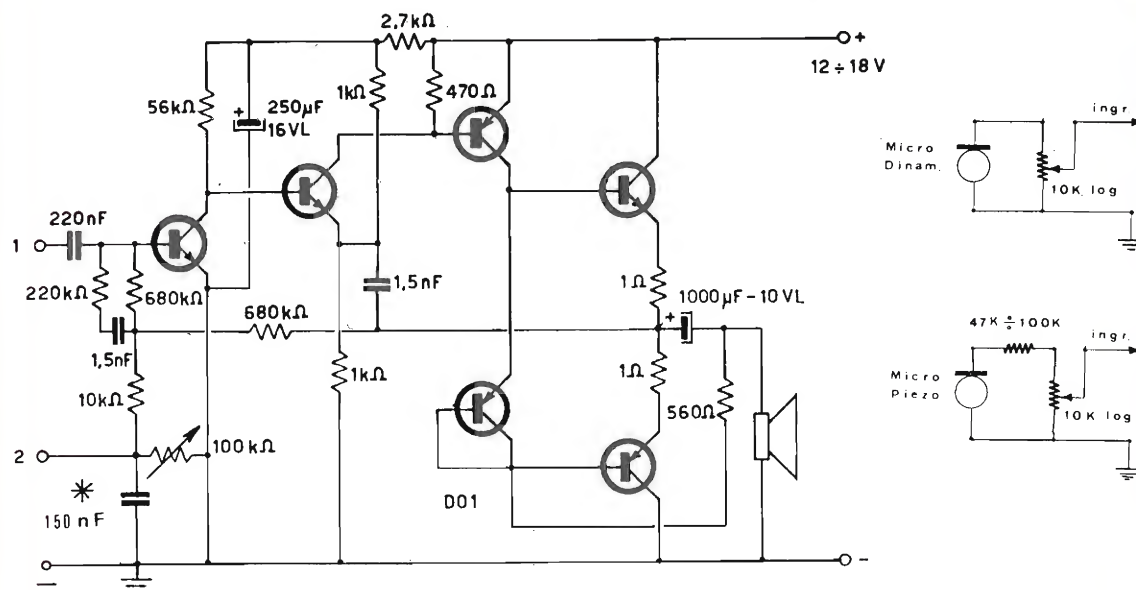 2,7kΩ
+
12÷18 V
56kΩ
+
250µF
16VL
1kΩ
470Ω
ingr.
Micro
Dinam.
10K log
220nF
1
220kΩ
680kΩ
1,5nF
1,5nF
680kΩ
1Ω
1000µF-10VL
+
10kΩ
1kΩ
1Ω
560Ω
47K ÷ 100K
ingr.
Micro
Piezo
10K log
2
100kΩ
150nF
D01
-
-